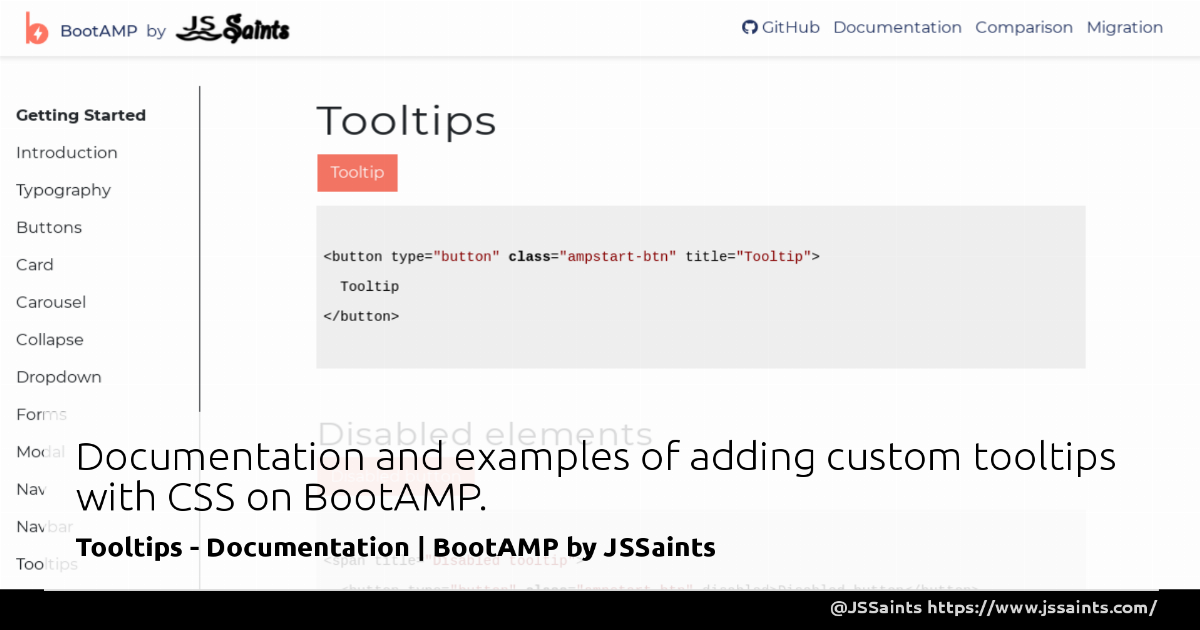 BootAMP by JS Saints
GitHub Documentation Comparison Migration
Getting Started
Introduction
Typography
Buttons
Card
Carousel
Collapse
Dropdown
Forms
Modal
Nav
Navbar
Tooltips
Tooltips
Tooltip
<button type="button" class="ampstart-btn" title="Tooltip">
Tooltip
</button>
Disabled elements
Documentation and examples of adding custom tooltips
with CSS on BootAMP.
Tooltips - Documentation | BootAMP by JSSaints
<span title="Disabled tooltip">
<button type="button" class="ampstart-btn" disabled>Disabled button</button>
@JSSaints https://www.jssaints.com/